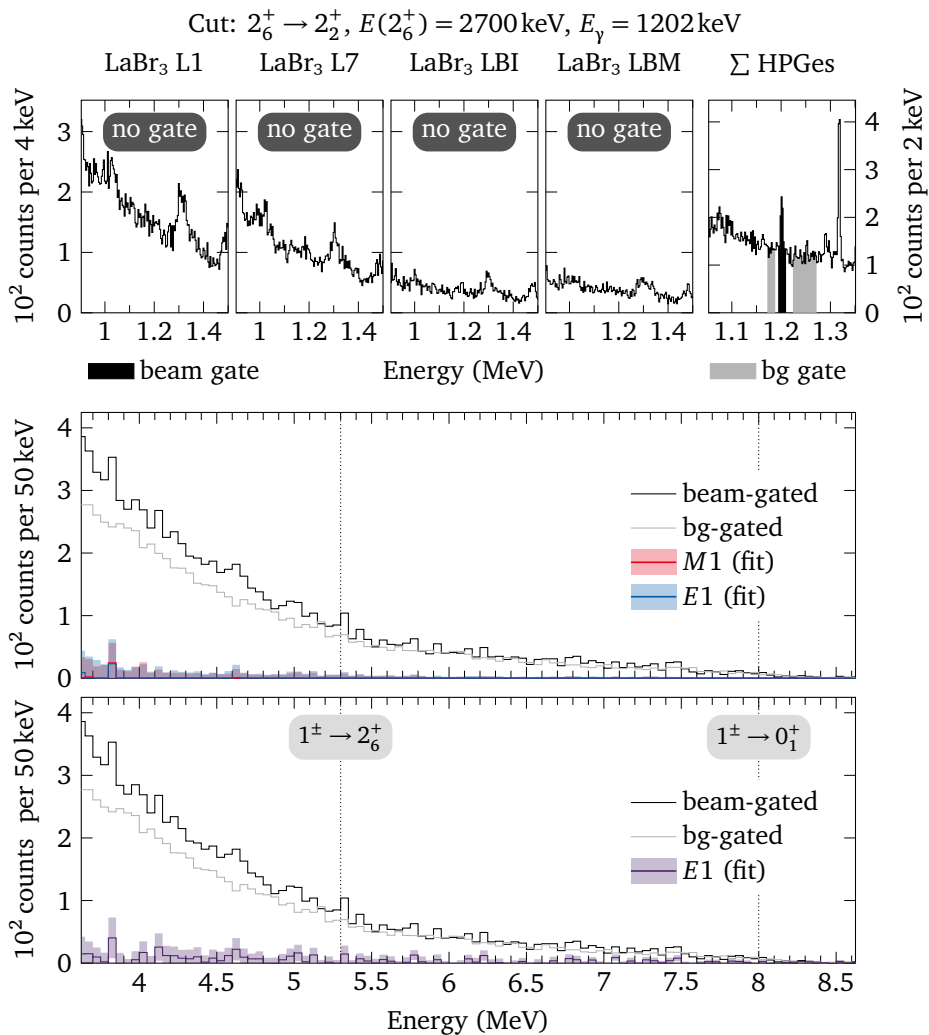 Cut: 2₆⁺ → 2₂⁺, E(2₆⁺) = 2700 keV, Eγ = 1202 keV
LaBr₃ L1 LaBr₃ L7 LaBr₃ LBI LaBr₃ LBM ∑ HPGes
no gate no gate no gate no gate
10² counts per 4 keV
3
2
1
0
10² counts per 2 keV
4
3
2
1
0
1 1.2 1.4 1 1.2 1.4 1 1.2 1.4 1 1.2 1.4 1.1 1.2 1.3
beam gate Energy (MeV) bg gate
10² counts per 50 keV
4
3
2
1
0
beam-gated
bg-gated
M1 (fit)
E1 (fit)
10² counts per 50 keV
4
3
2
1
0
1± → 2₆⁺ 1± → 0₁⁺
beam-gated
bg-gated
E1 (fit)
4 4.5 5 5.5 6 6.5 7 7.5 8 8.5
Energy (MeV)